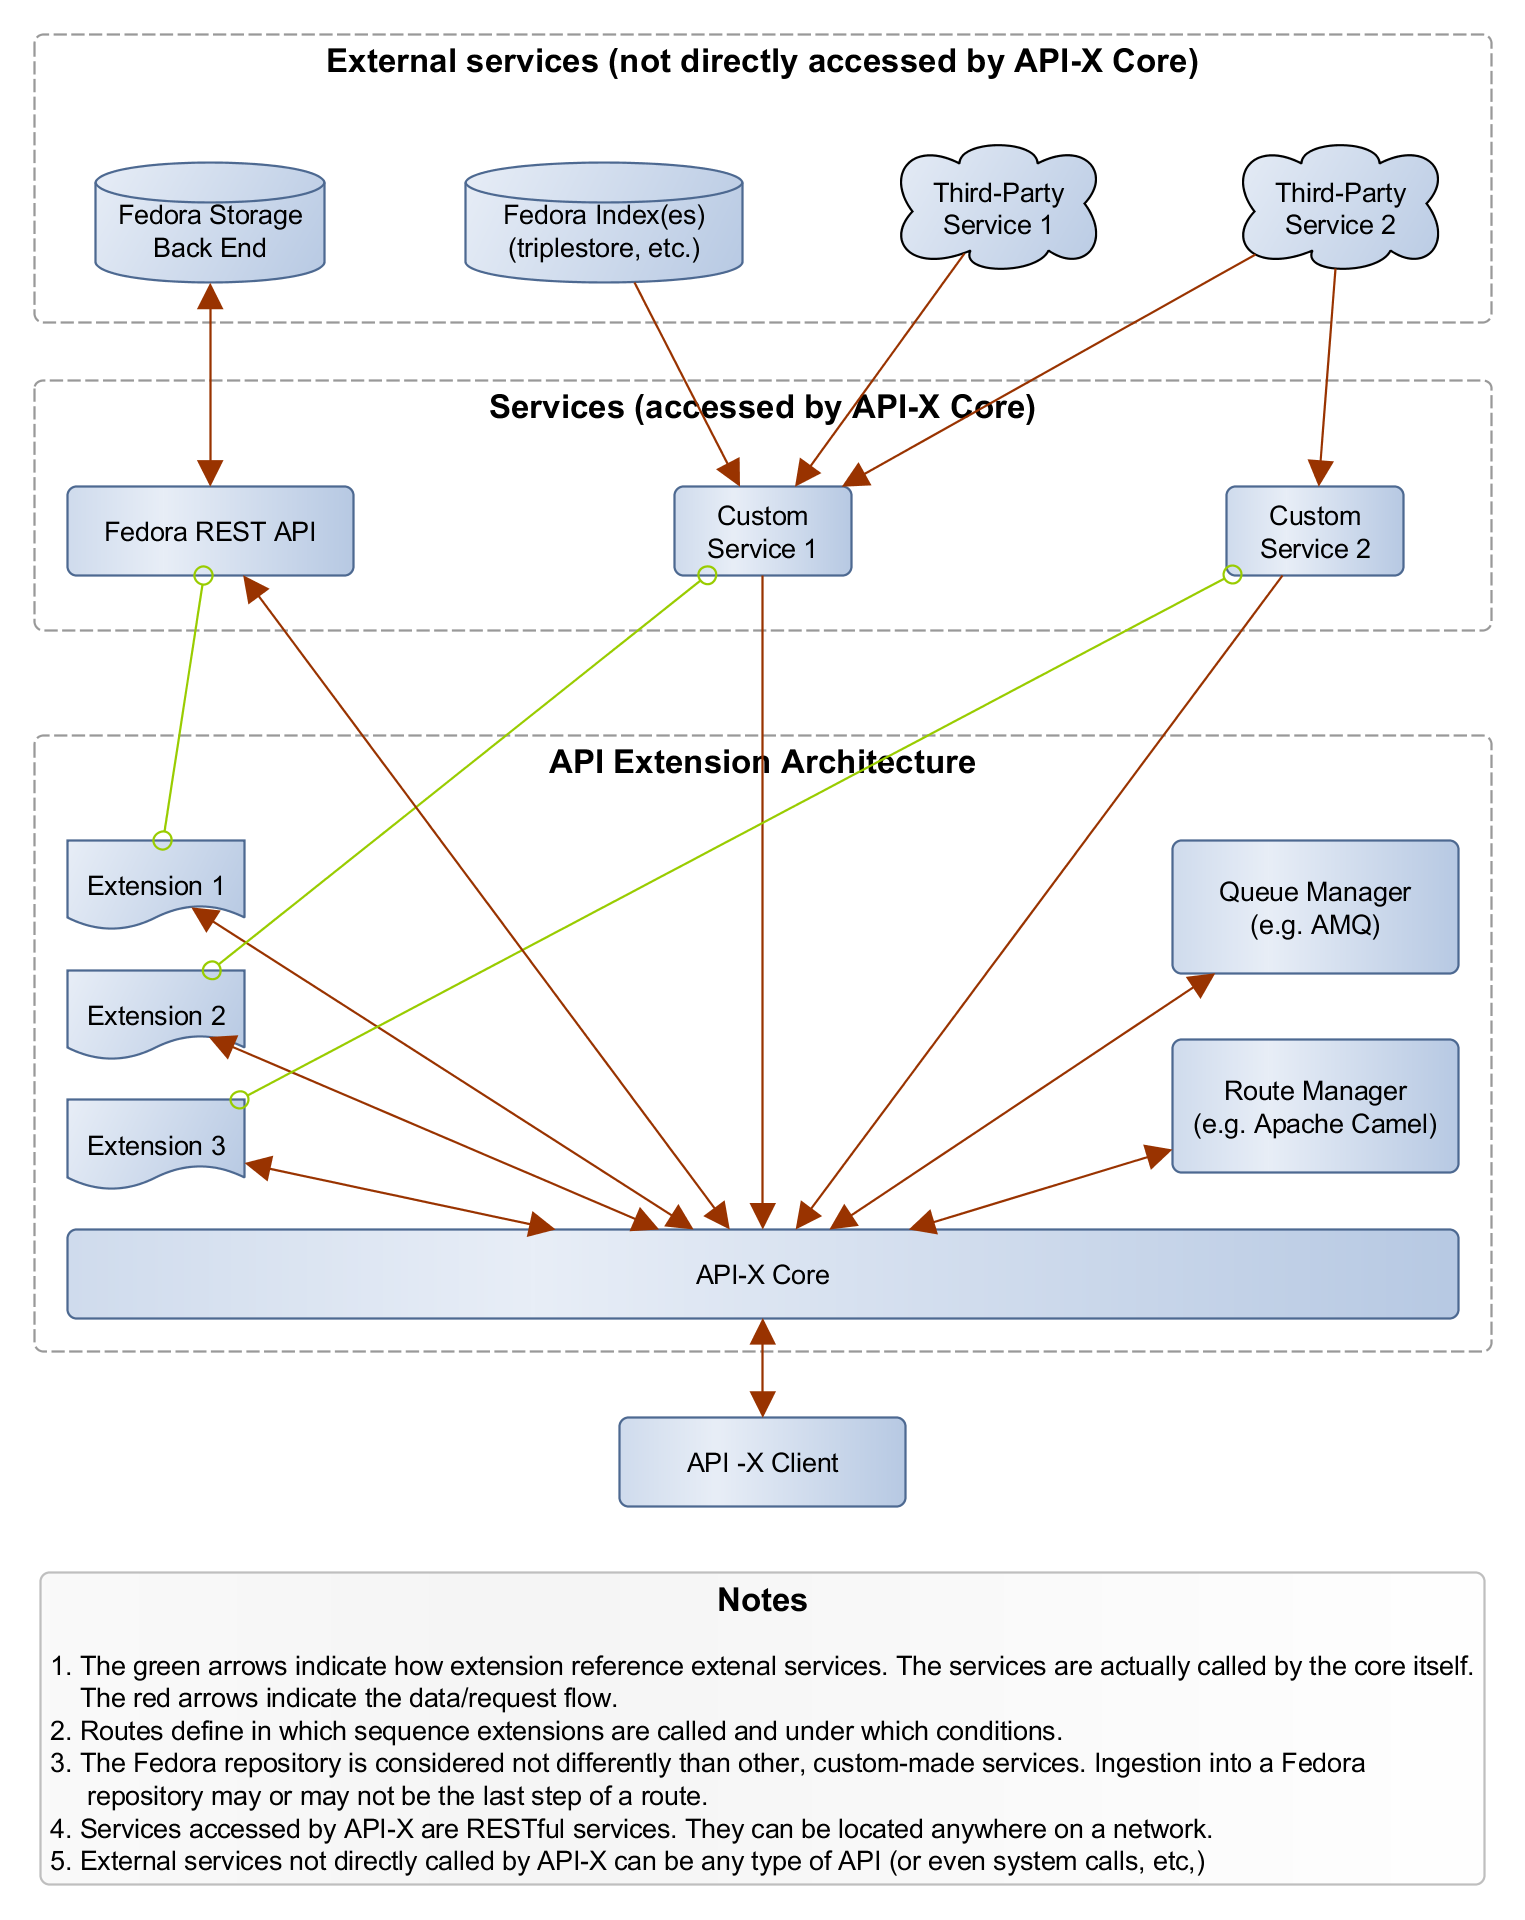 External services (not directly accessed by API-X Core)
Fedora Storage
Back End
Fedora Index(es)
(triplestore, etc.)
Third-Party
Service 1
Third-Party
Service 2
Services (accessed by API-X Core)
Fedora REST API
Custom
Service 1
Custom
Service 2
API Extension Architecture
Extension 1
Extension 2
Extension 3
Queue Manager
(e.g. AMQ)
Route Manager
(e.g. Apache Camel)
API-X Core
API -X Client
Notes
1. The green arrows indicate how extension reference extenal services. The services are actually called by the core itself.
The red arrows indicate the data/request flow.
2. Routes define in which sequence extensions are called and under which conditions.
3. The Fedora repository is considered not differently than other, custom-made services. Ingestion into a Fedora
repository may or may not be the last step of a route.
4. Services accessed by API-X are RESTful services. They can be located anywhere on a network.
5. External services not directly called by API-X can be any type of API (or even system calls, etc,)